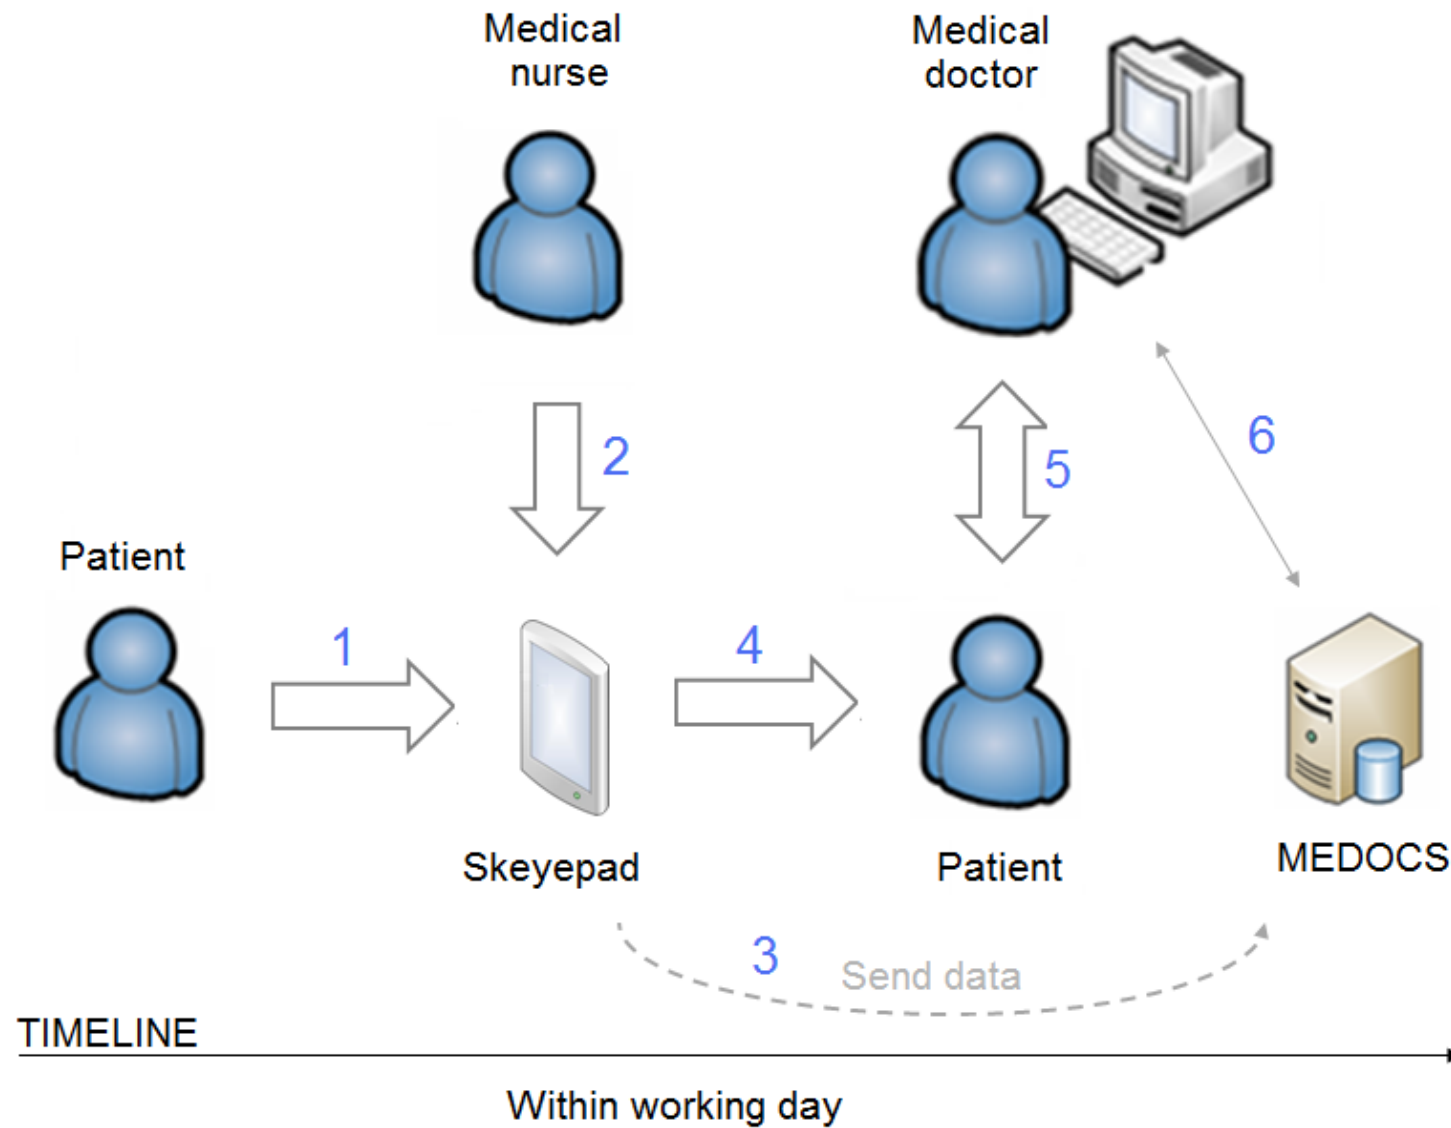 Medical
nurse
Medical
doctor
2
5
6
Patient
1
4
Skeyepad
Patient
MEDOCS
3
Send data
TIMELINE
Within working day